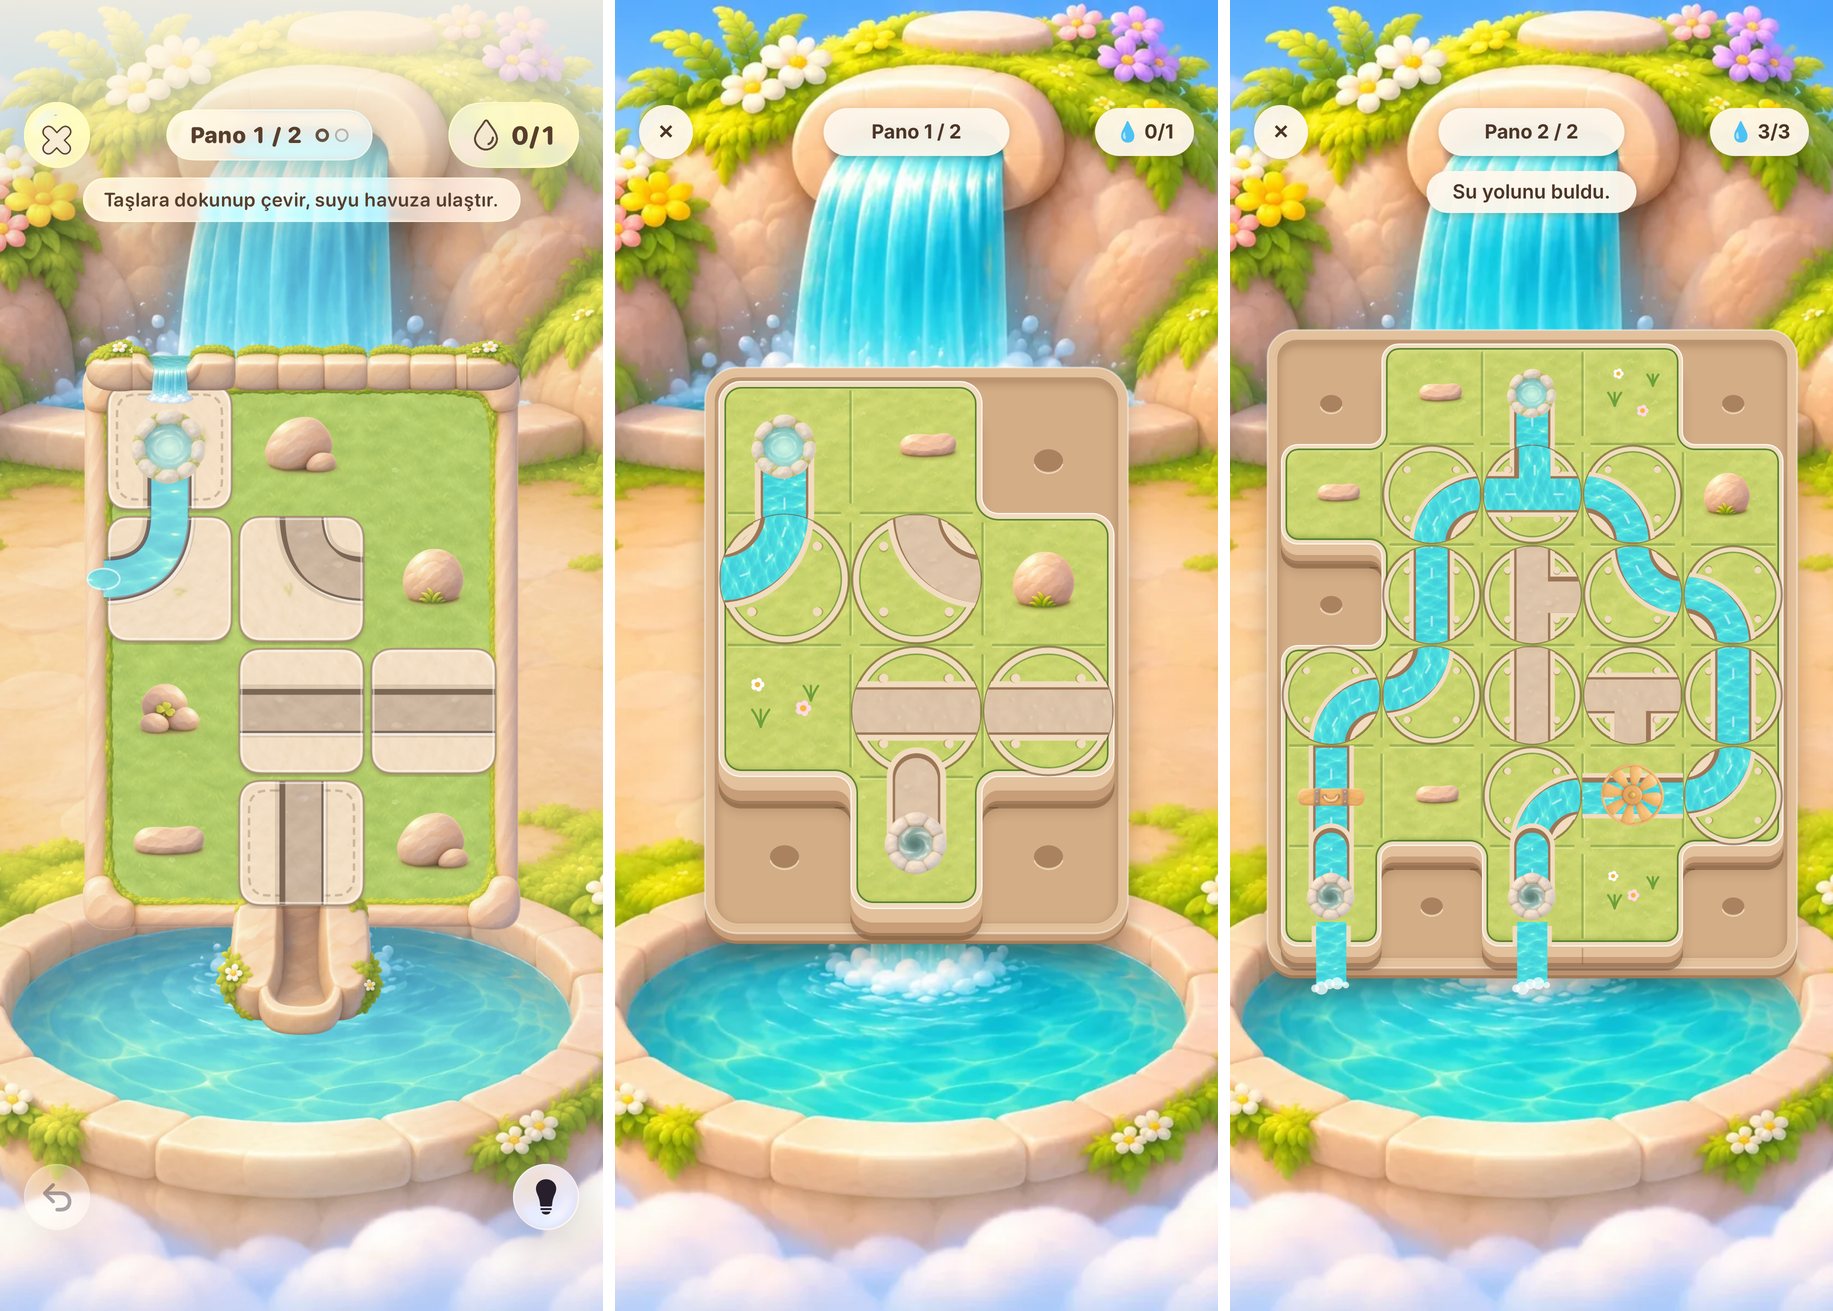 Pano 1 / 2
0/1
Taşlara dokunup çevir, suyu havuza ulaştır.
×
Pano 1 / 2
0/1
×
Pano 2 / 2
3/3
Su yolunu buldu.